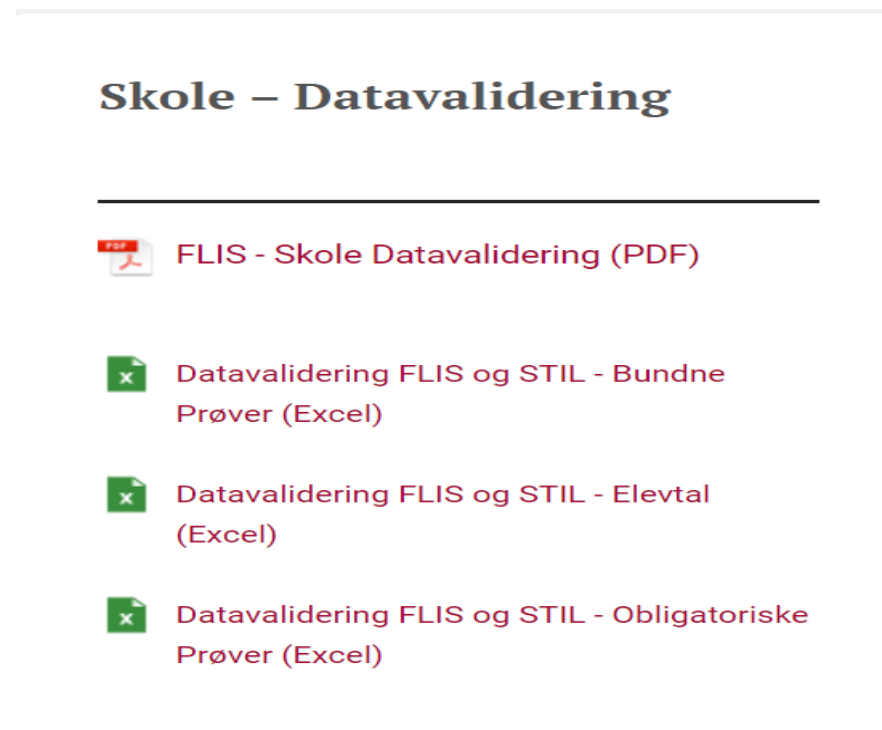 Skole – Datavalidering
PDF
FLIS - Skole Datavalidering (PDF)
x
Datavalidering FLIS og STIL - Bundne
Prøver (Excel)
x
Datavalidering FLIS og STIL - Elevtal
(Excel)
x
Datavalidering FLIS og STIL - Obligatoriske
Prøver (Excel)